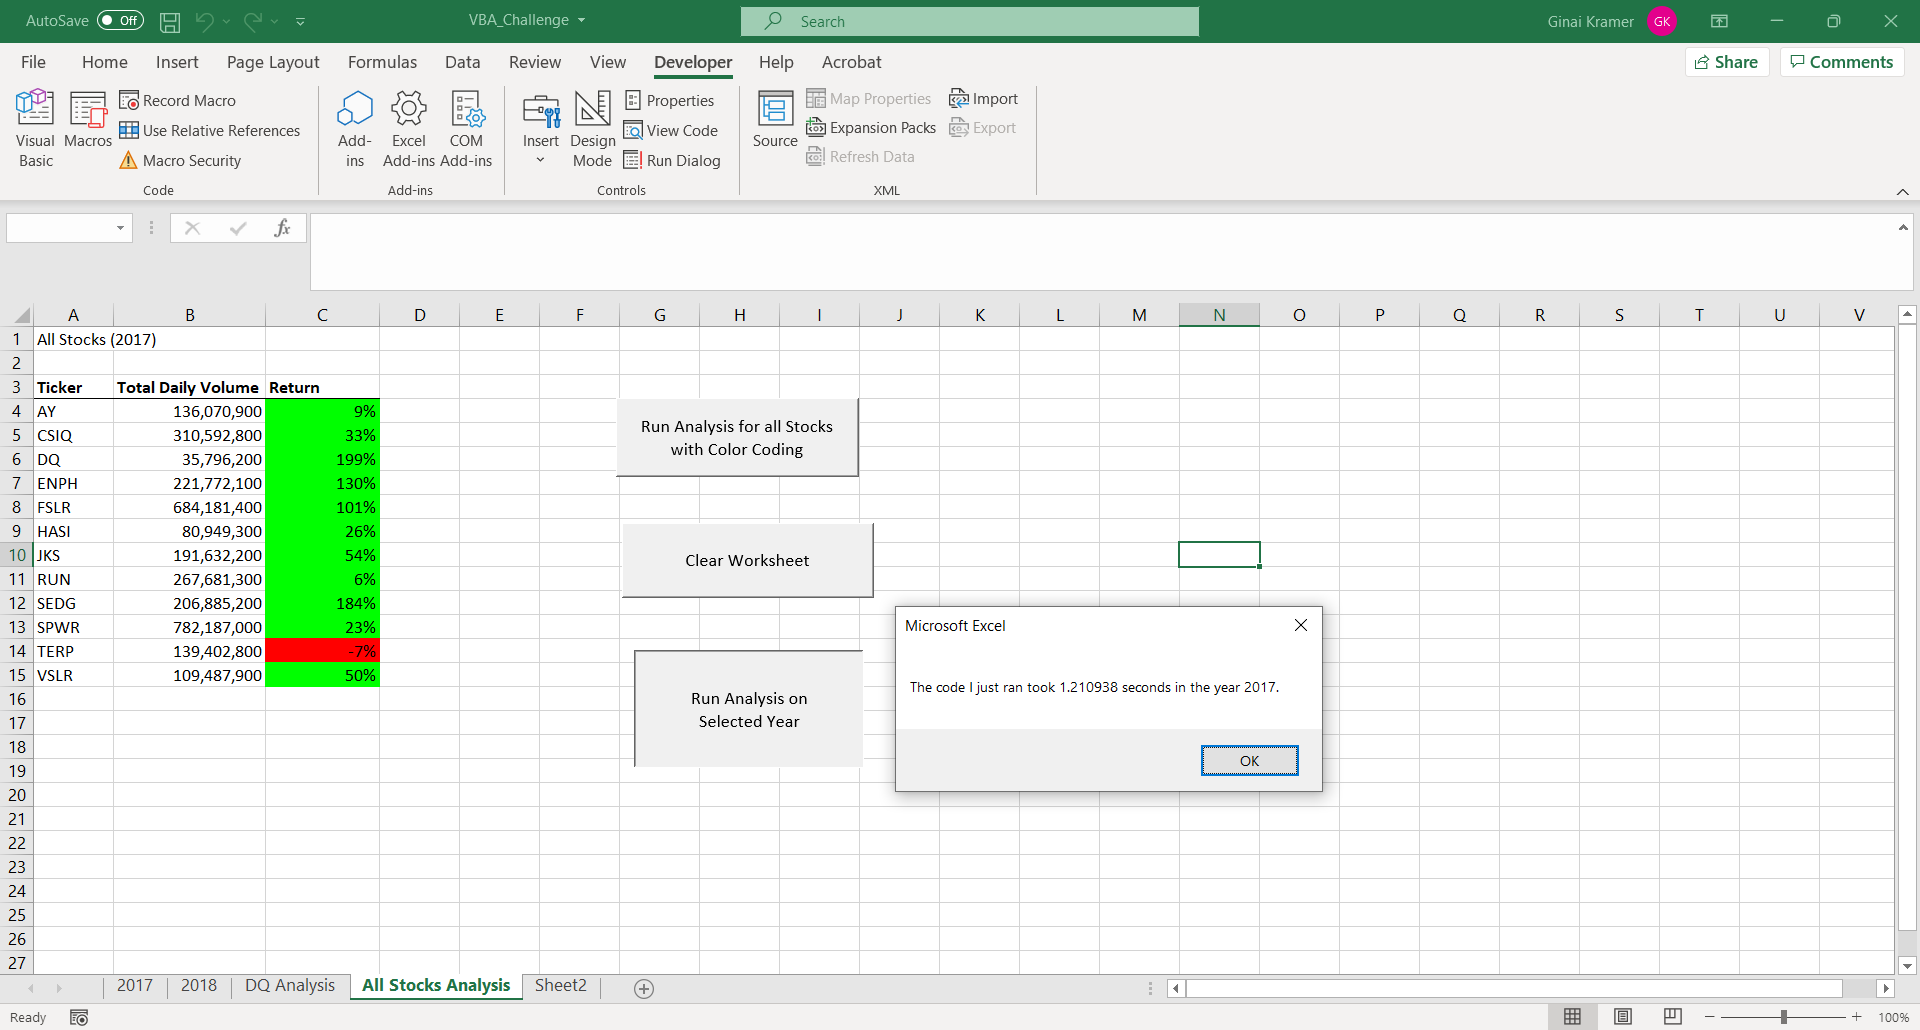 AutoSave Off VBA_Challenge Search Ginai Kramer GK
File Home Insert Page Layout Formulas Data Review View Developer Help Acrobat Share Comments
Visual Basic
Macros
Record Macro
Use Relative References
Macro Security
Code
Add-ins
Excel Add-ins
COM Add-ins
Add-ins
Insert
Design Mode
Properties
View Code
Run Dialog
Controls
Source
Map Properties
Expansion Packs
Refresh Data
Import
Export
XML
fx
A B C D E F G H I J K L M N O P Q R S T U V
1 All Stocks (2017)
2
3 Ticker Total Daily Volume Return
4 AY 136,070,900 9%
5 CSIQ 310,592,800 33%
6 DQ 35,796,200 199%
7 ENPH 221,772,100 130%
8 FSLR 684,181,400 101%
9 HASI 80,949,300 26%
10 JKS 191,632,200 54%
11 RUN 267,681,300 6%
12 SEDG 206,885,200 184%
13 SPWR 782,187,000 23%
14 TERP 139,402,800 -7%
15 VSLR 109,487,900 50%
16
17
18
19
20
21
22
23
24
25
26
27
Run Analysis for all Stocks
with Color Coding
Clear Worksheet
Run Analysis on
Selected Year
Microsoft Excel
The code I just ran took 1.210938 seconds in the year 2017.
OK
2017 2018 DQ Analysis All Stocks Analysis Sheet2
Ready 100%